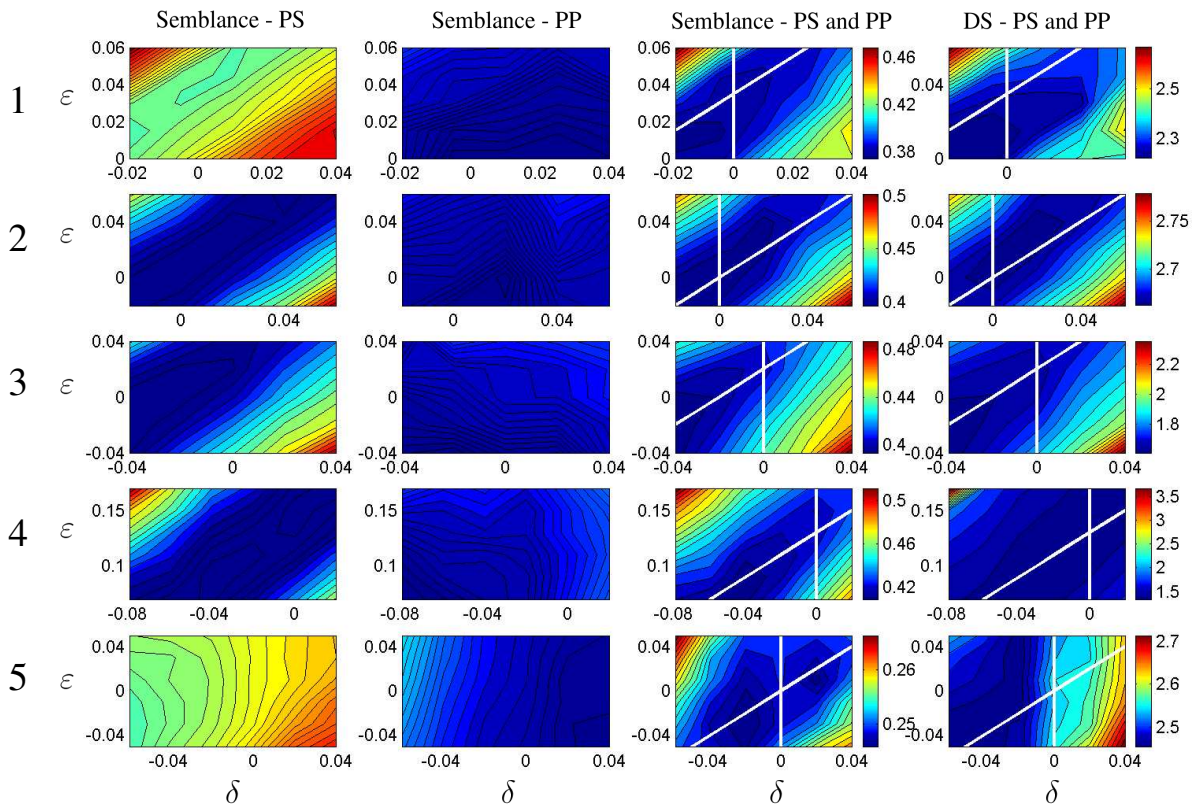 Semblance - PS Semblance - PP Semblance - PS and PP DS - PS and PP
1 ε 0.06 0.04 0.02 0 -0.02 0 0.02 0.04
0.06 0.04 0.02 0 -0.02 0 0.02 0.04
0.06 0.04 0.02 0 -0.02 0 0.02 0.04 0.46 0.42 0.38
0.06 0.04 0.02 0 0 2.5 2.3
2 ε 0.04 0 0 0.04
0.04 0 0 0.04
0.04 0 0 0.04 0.5 0.45 0.4
0.04 0 0 0.04 2.75 2.7
3 ε 0.04 0 -0.04 -0.04 0 0.04
0.04 0 -0.04 -0.04 0 0.04
0.04 0 -0.04 -0.04 0 0.04 0.48 0.44 0.4
0.04 0 -0.04 -0.04 0 0.04 2.2 2 1.8
4 ε 0.15 0.1 -0.08 -0.04 0
0.15 0.1 -0.08 -0.04 0
0.15 0.1 -0.08 -0.04 0 0.5 0.46 0.42
0.15 0.1 -0.08 -0.04 0 3.5 3 2.5 2 1.5
5 ε 0.04 0 -0.04 -0.04 0 0.04
0.04 0 -0.04 -0.04 0 0.04
0.04 0 -0.04 -0.04 0 0.04 0.26 0.25
0.04 0 -0.04 -0.04 0 0.04 2.7 2.6 2.5
δ δ δ δ